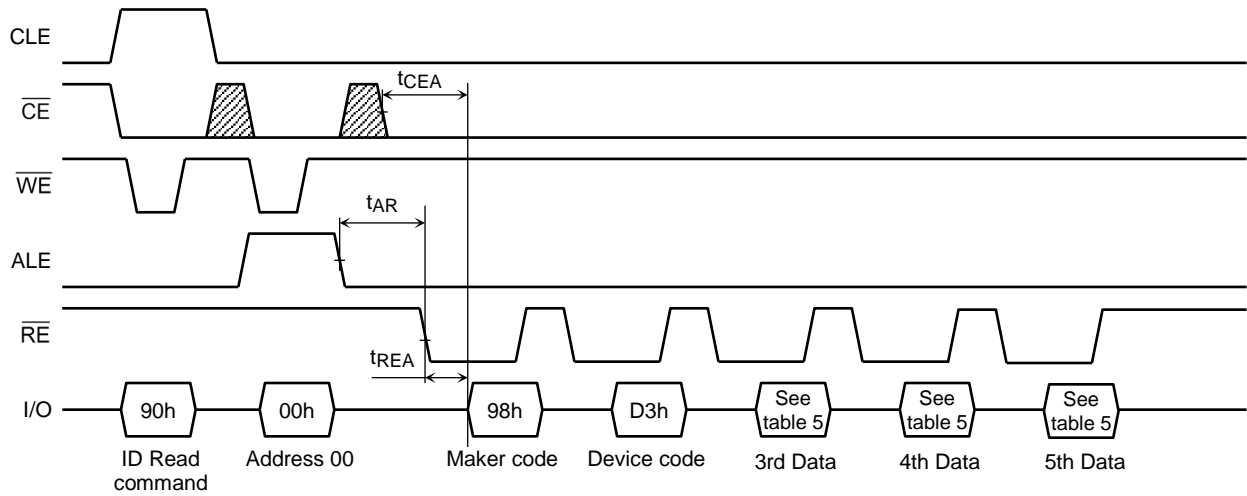 CLE
tCEA
CE
WE
tAR
ALE
RE
tREA
I/O
90h
00h
98h
D3h
See
table 5
See
table 5
See
table 5
ID Read
command
Address 00
Maker code
Device code
3rd Data
4th Data
5th Data